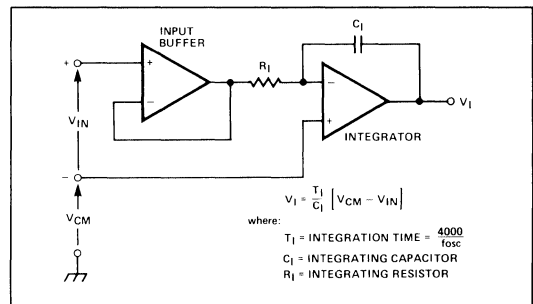 INPUT
BUFFER
C_I
+
+
R_I
−
−
V_I
V_IN
+
INTEGRATOR
−
V_CM
V_I = T_I/C_I [V_CM − V_IN]
where:
T_I = INTEGRATION TIME = 4000/fosc
C_I = INTEGRATING CAPACITOR
R_I = INTEGRATING RESISTOR